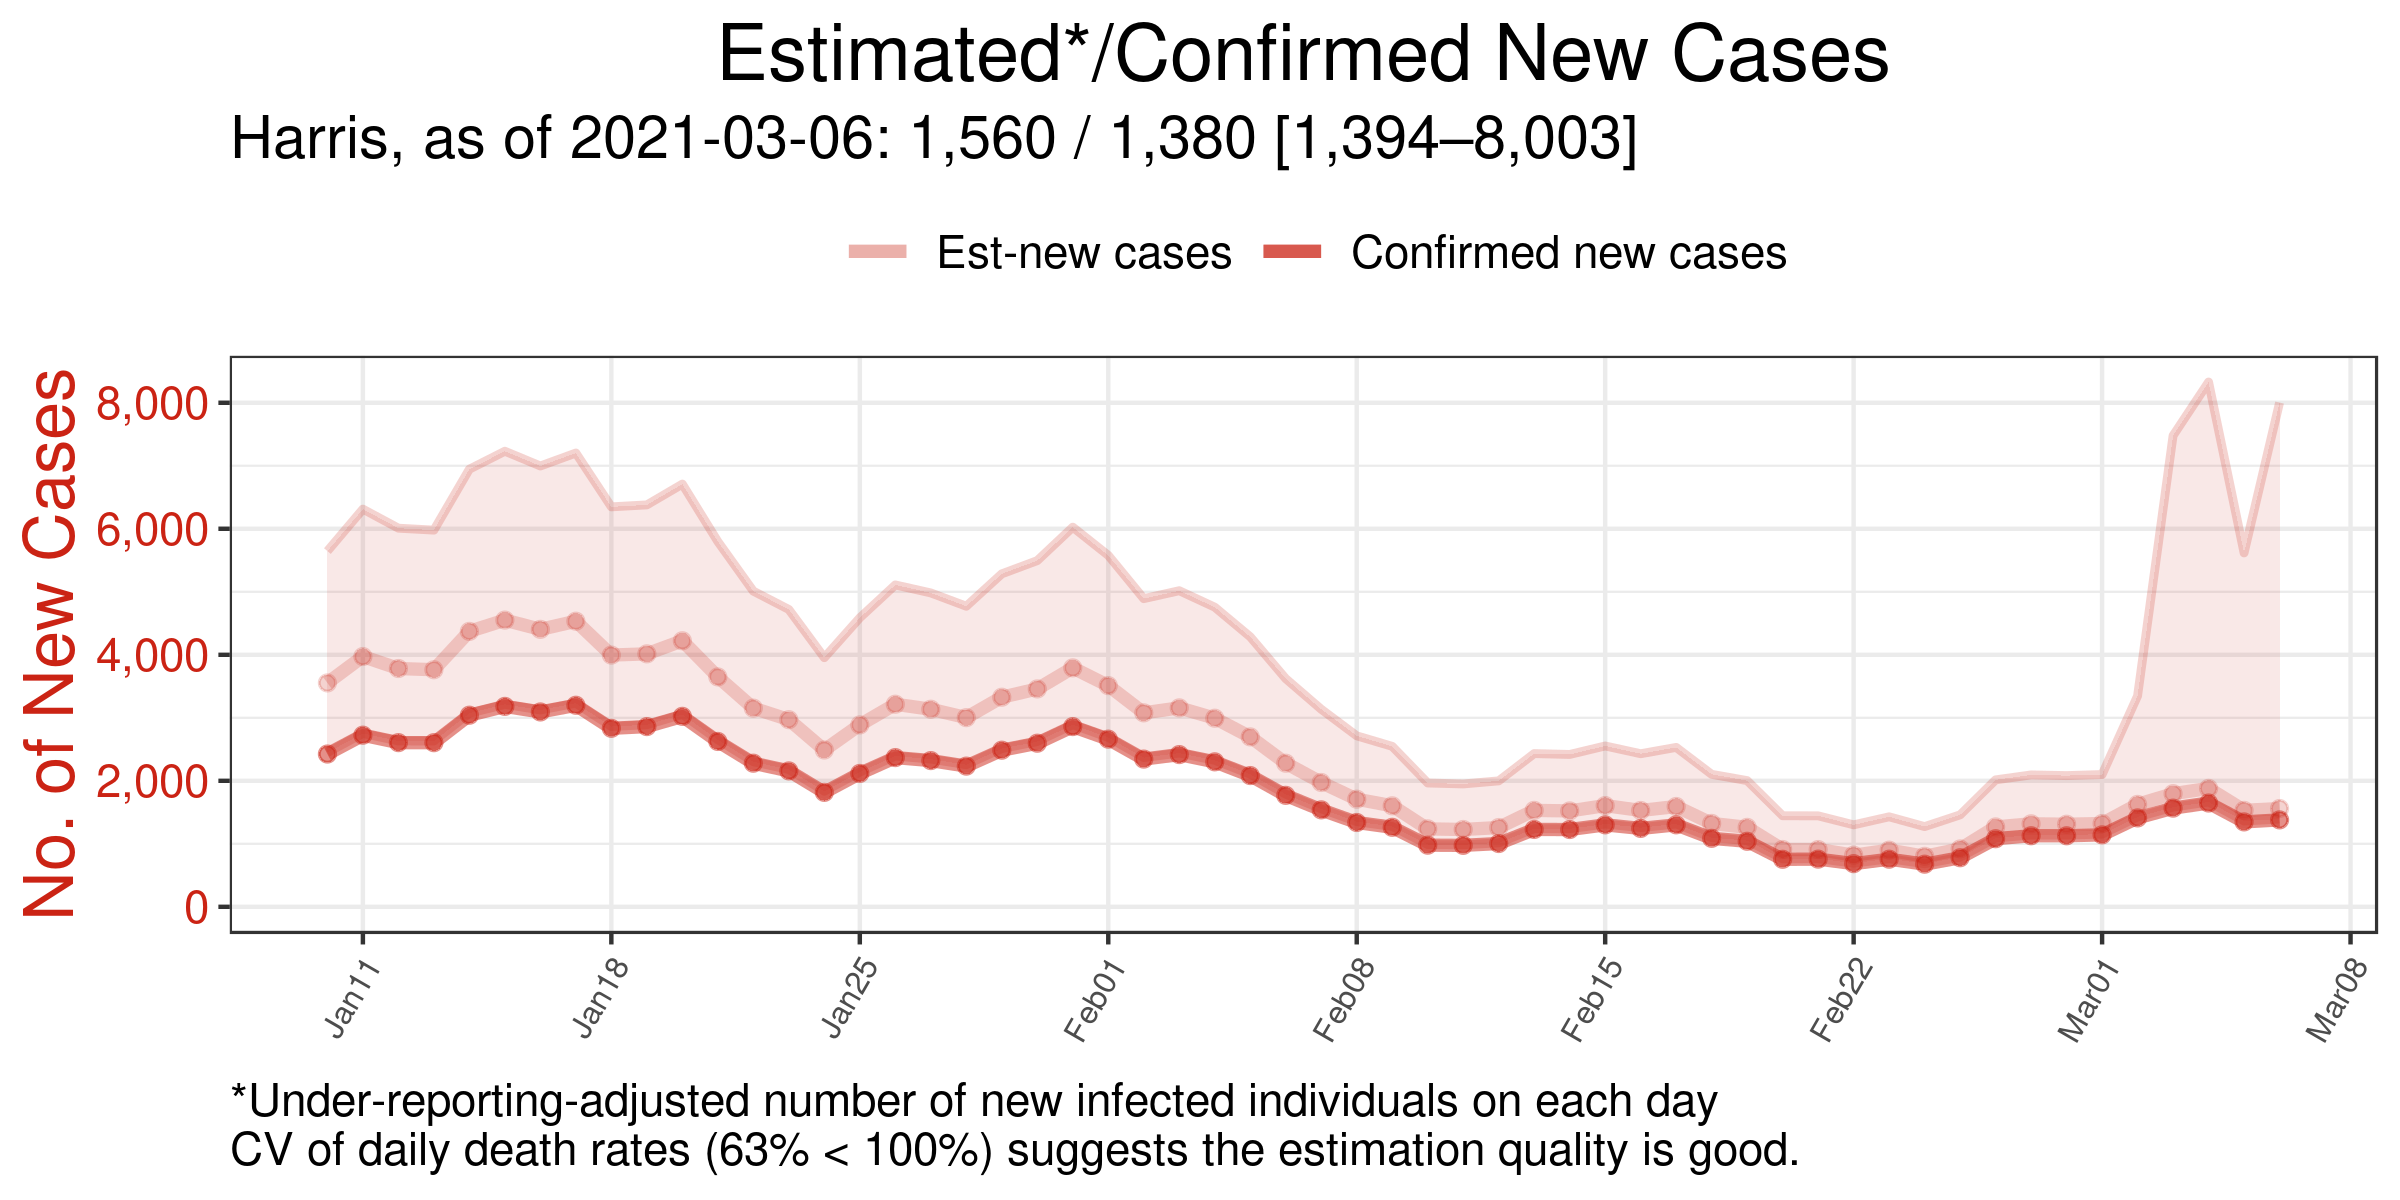 Estimated*/Confirmed New Cases
Harris, as of 2021-03-06: 1,560 / 1,380 [1,394–8,003]
Est-new cases
Confirmed new cases
No. of New Cases
8,000
6,000
4,000
2,000
0
Jan11
Jan18
Jan25
Feb01
Feb08
Feb15
Feb22
Mar01
Mar08
*Under-reporting-adjusted number of new infected individuals on each day
CV of daily death rates (63% < 100%) suggests the estimation quality is good.